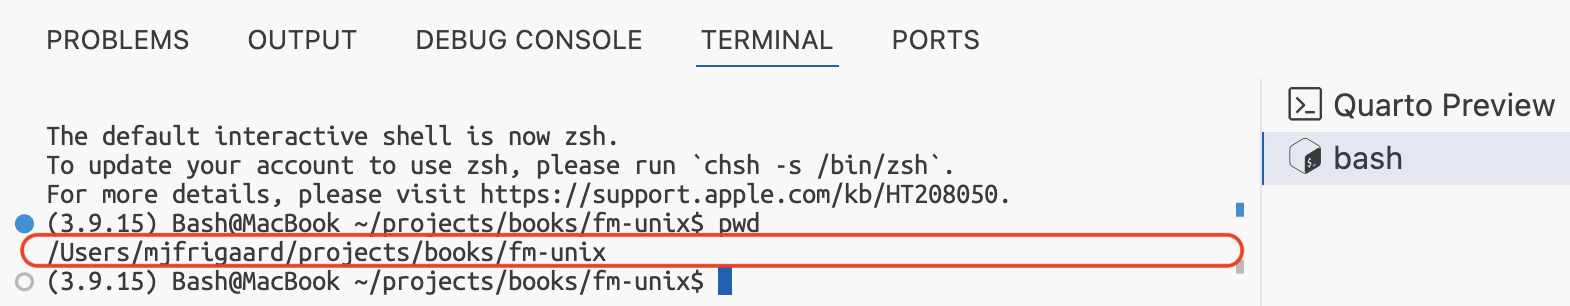 PROBLEMS OUTPUT DEBUG CONSOLE TERMINAL PORTS
The default interactive shell is now zsh.
To update your account to use zsh, please run `chsh -s /bin/zsh`.
For more details, please visit https://support.apple.com/kb/HT208050.
(3.9.15) Bash@MacBook ~/projects/books/fm-unix$ pwd
/Users/mjfrigaard/projects/books/fm-unix
(3.9.15) Bash@MacBook ~/projects/books/fm-unix$
Quarto Preview
bash